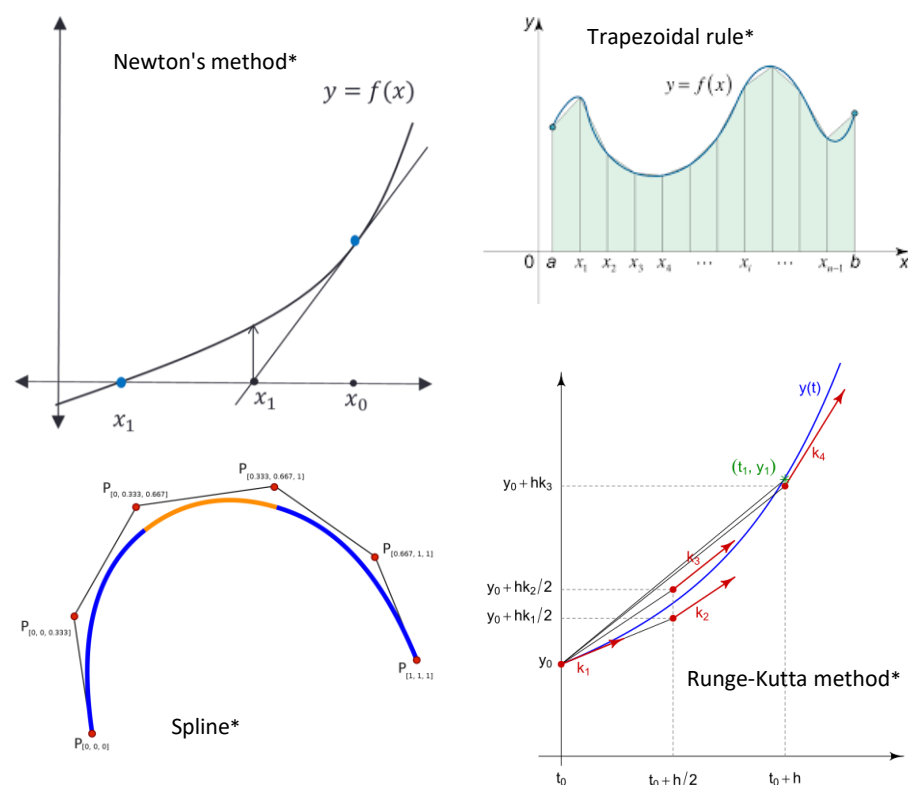 Newton's method*
y = f(x)
x₁
x₁
x₀
y
Trapezoidal rule*
y = f(x)
0 a x₁ x₂ x₃ x₄ ... xᵢ ... xₙ₋₁ b x
P[0.333, 0.667, 1]
P[0, 0.333, 0.667]
P[0.667, 1, 1]
P[0, 0, 0.333]
P[1, 1, 1]
P[0, 0, 0]
Spline*
y(t)
(t₁, y₁)
k₄
y₀ + hk₃
k₃
y₀ + hk₂/2
y₀ + hk₁/2
k₂
y₀
k₁
Runge-Kutta method*
t₀ t₀ + h/2 t₀ + h